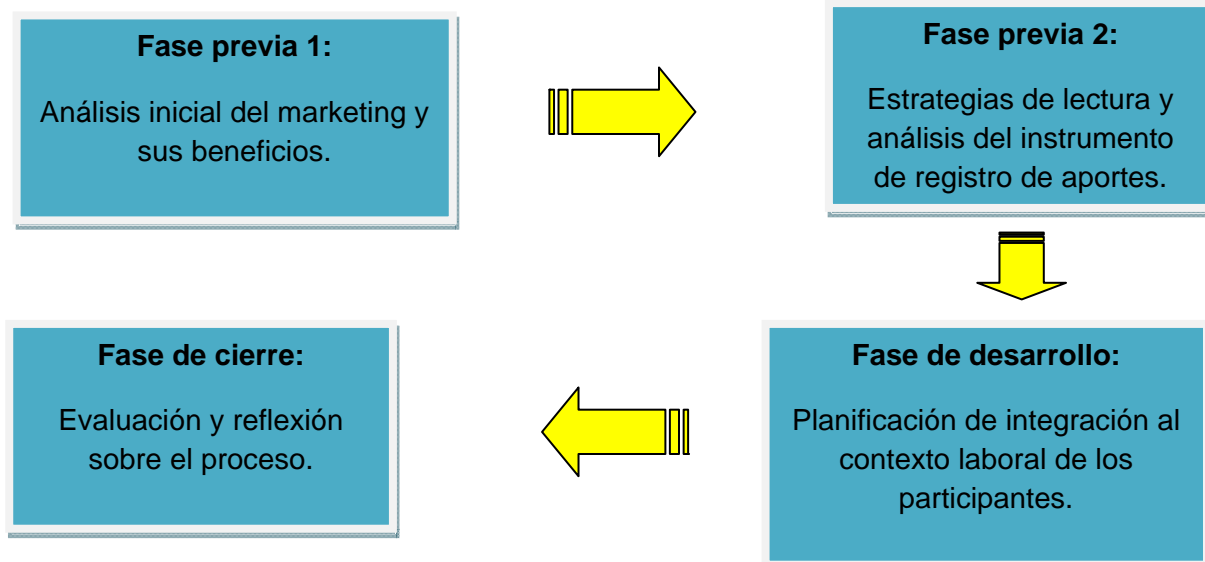 Fase previa 1:
Análisis inicial del marketing y
sus beneficios.
Fase previa 2:
Estrategias de lectura y
análisis del instrumento
de registro de aportes.
Fase de desarrollo:
Planificación de integración al
contexto laboral de los
participantes.
Fase de cierre:
Evaluación y reflexión
sobre el proceso.